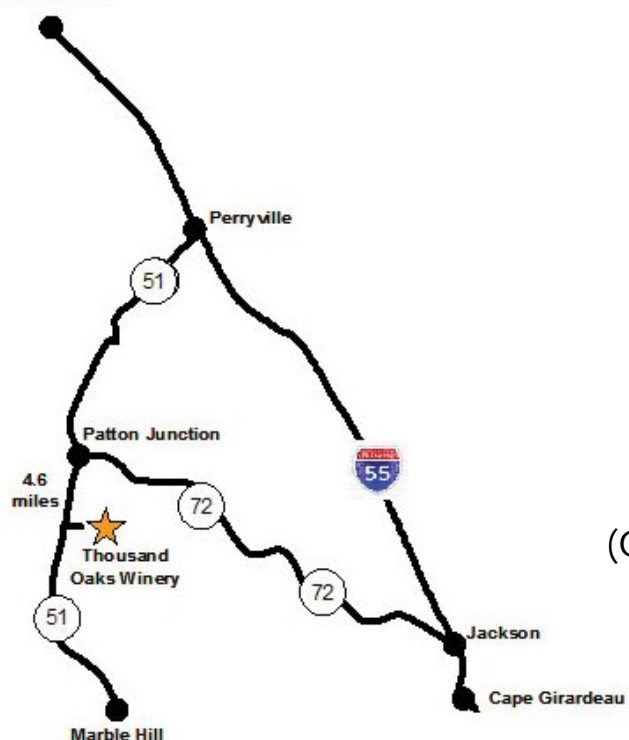 Perryville
51
Patton Junction
4.6
miles
72
55
Thousand
Oaks Winery
72
51
Jackson
Cape Girardeau
Marble Hill
(